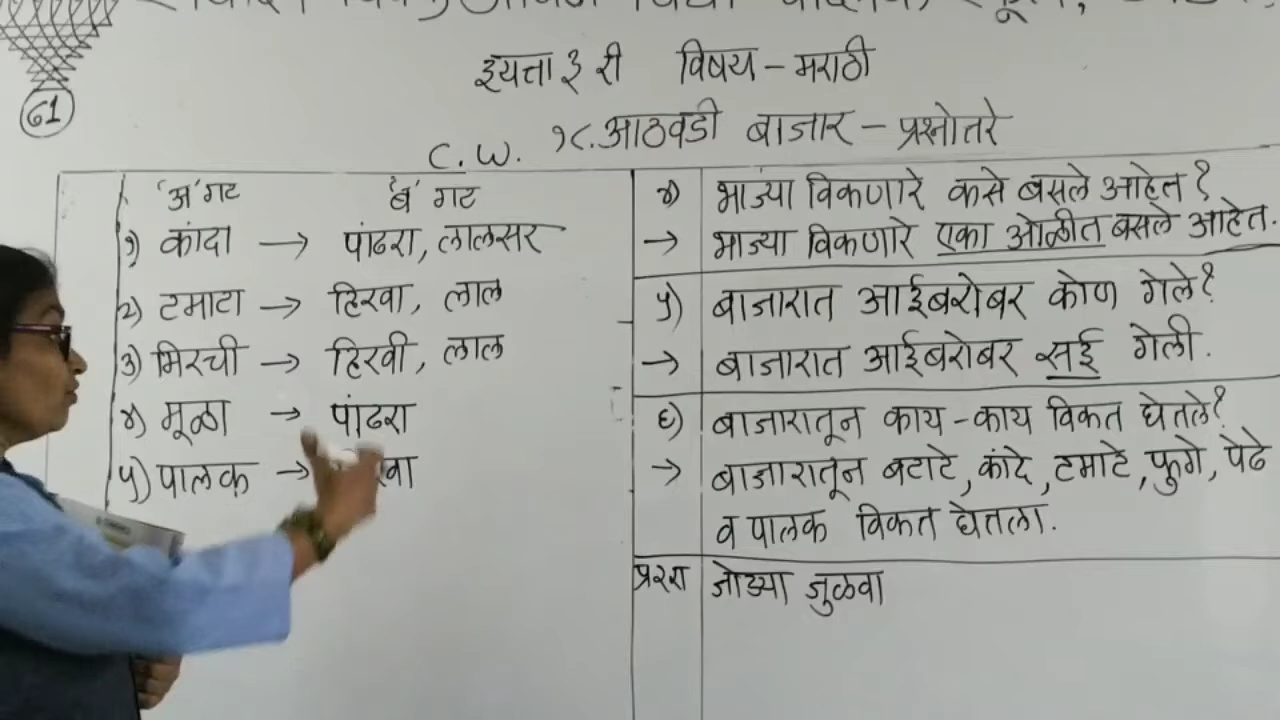 इयत्ता ३ री विषय – मराठी
61
१८. आठवडी बाजार – प्रश्नोत्तरे
C. W.
'अ' गट 'ब' गट
१) कांदा → पांढरा, लालसर
२) टमाटा → हिरवा, लाल
३) मिरची → हिरवी, लाल
४) मूळा → पांढरा
५) पालक →
४) भाज्या विकणारे कसे बसले आहेत?
→ भाज्या विकणारे एका ओळीत बसले आहेत.
५) बाजारात आईबरोबर कोण गेले?
→ बाजारात आईबरोबर सई गेली.
६) बाजारातून काय-काय विकत घेतले?
→ बाजारातून बटाटे, कांदे, टमाटे, फुगे, पेढे
व पालक विकत घेतला.
जोड्या जुळवा